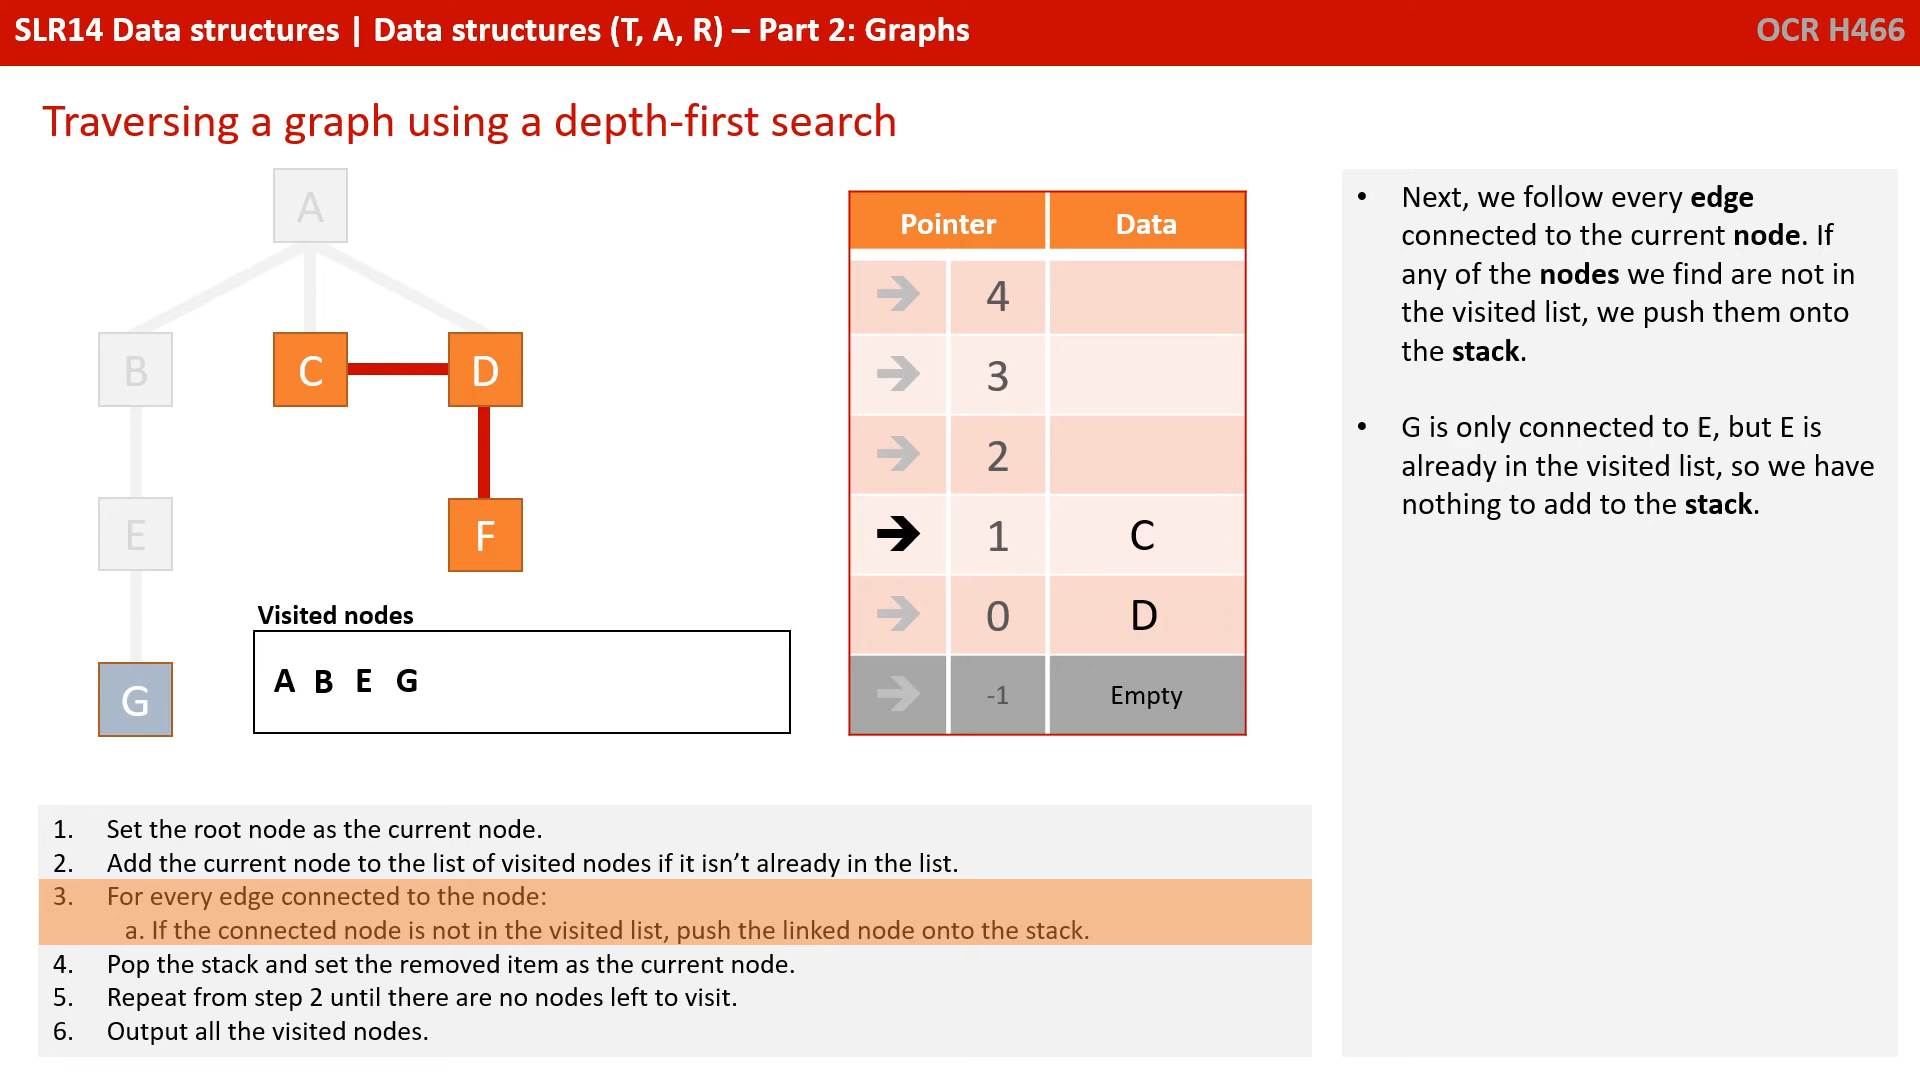 SLR14 Data structures | Data structures (T, A, R) – Part 2: Graphs
OCR H466
Traversing a graph using a depth-first search
A
B
C
D
E
F
G
Visited nodes
A B E G
Pointer Data
4
3
2
1 C
0 D
-1 Empty
• Next, we follow every edge
connected to the current node. If
any of the nodes we find are not in
the visited list, we push them onto
the stack.
• G is only connected to E, but E is
already in the visited list, so we have
nothing to add to the stack.
1. Set the root node as the current node.
2. Add the current node to the list of visited nodes if it isn’t already in the list.
3. For every edge connected to the node:
a. If the connected node is not in the visited list, push the linked node onto the stack.
4. Pop the stack and set the removed item as the current node.
5. Repeat from step 2 until there are no nodes left to visit.
6. Output all the visited nodes.